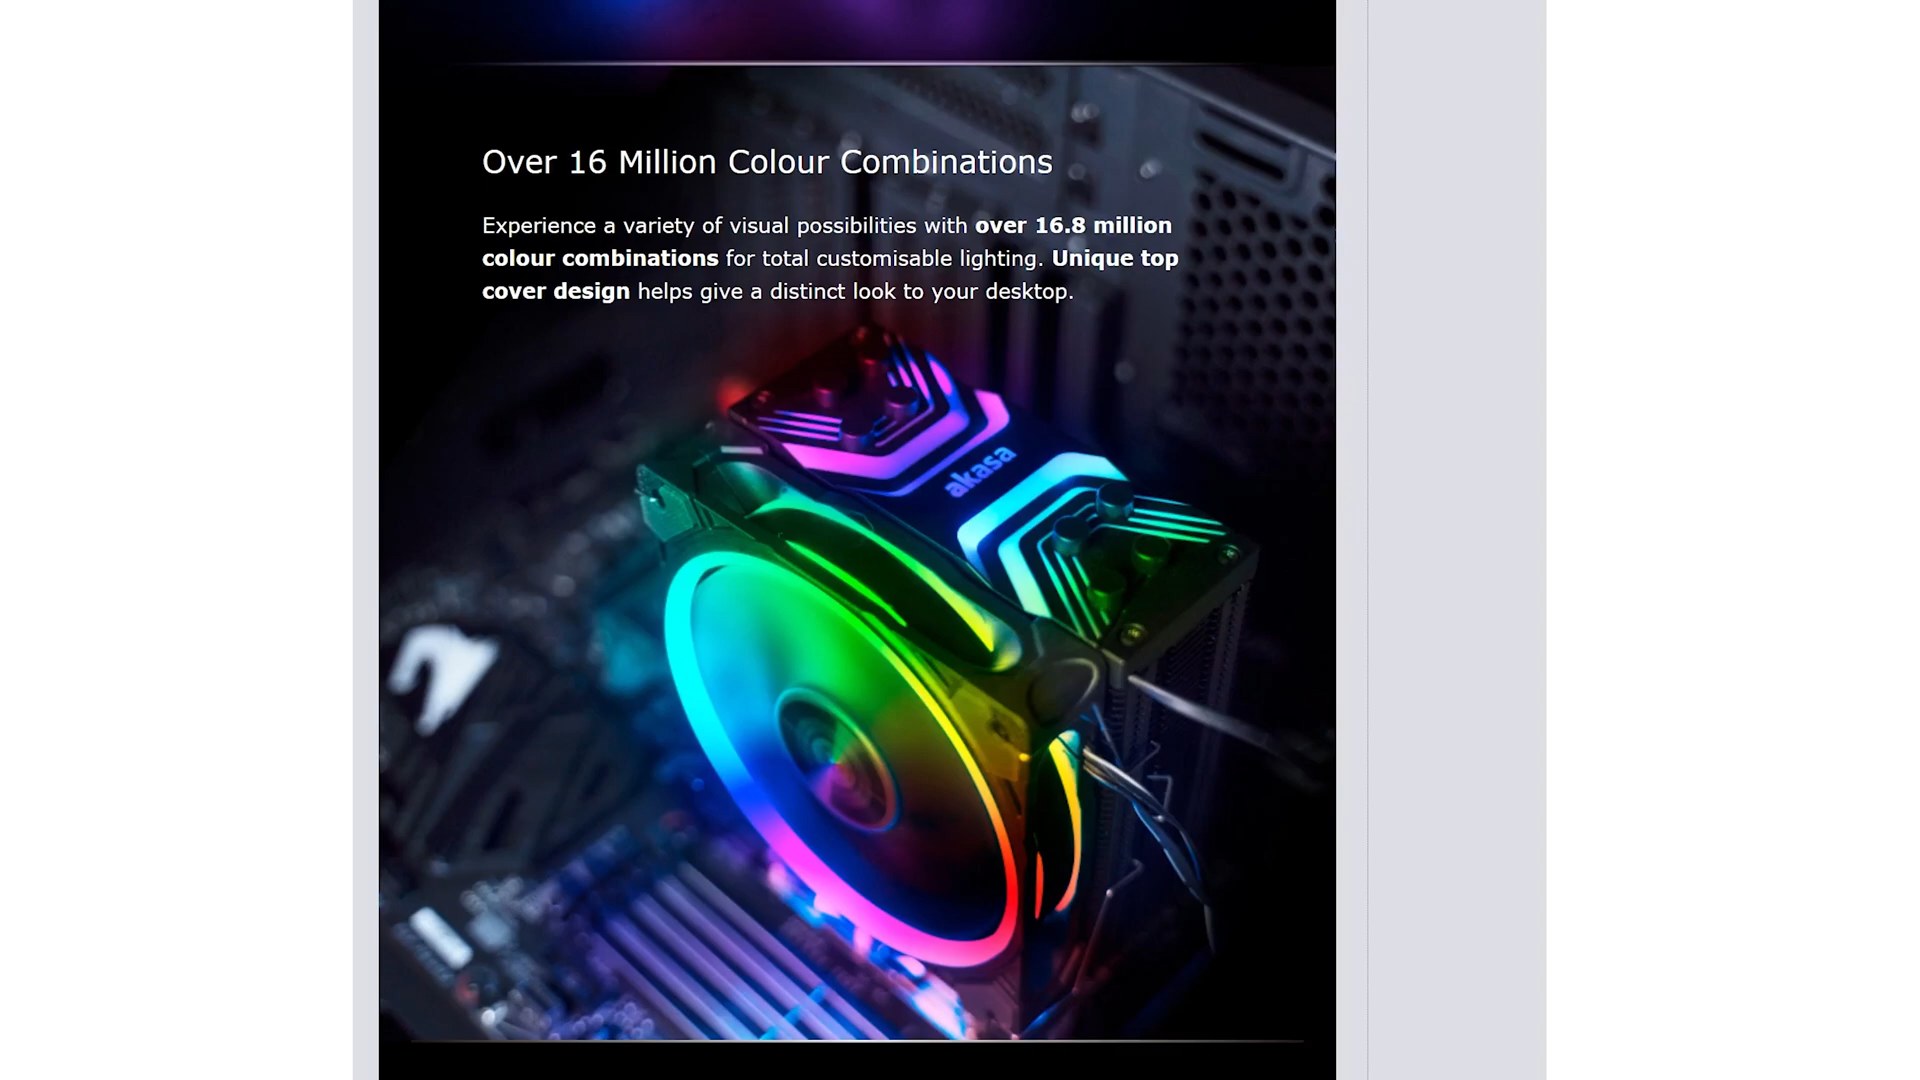 Over 16 Million Colour Combinations
Experience a variety of visual possibilities with over 16.8 million
colour combinations for total customisable lighting. Unique top
cover design helps give a distinct look to your desktop.
akasa